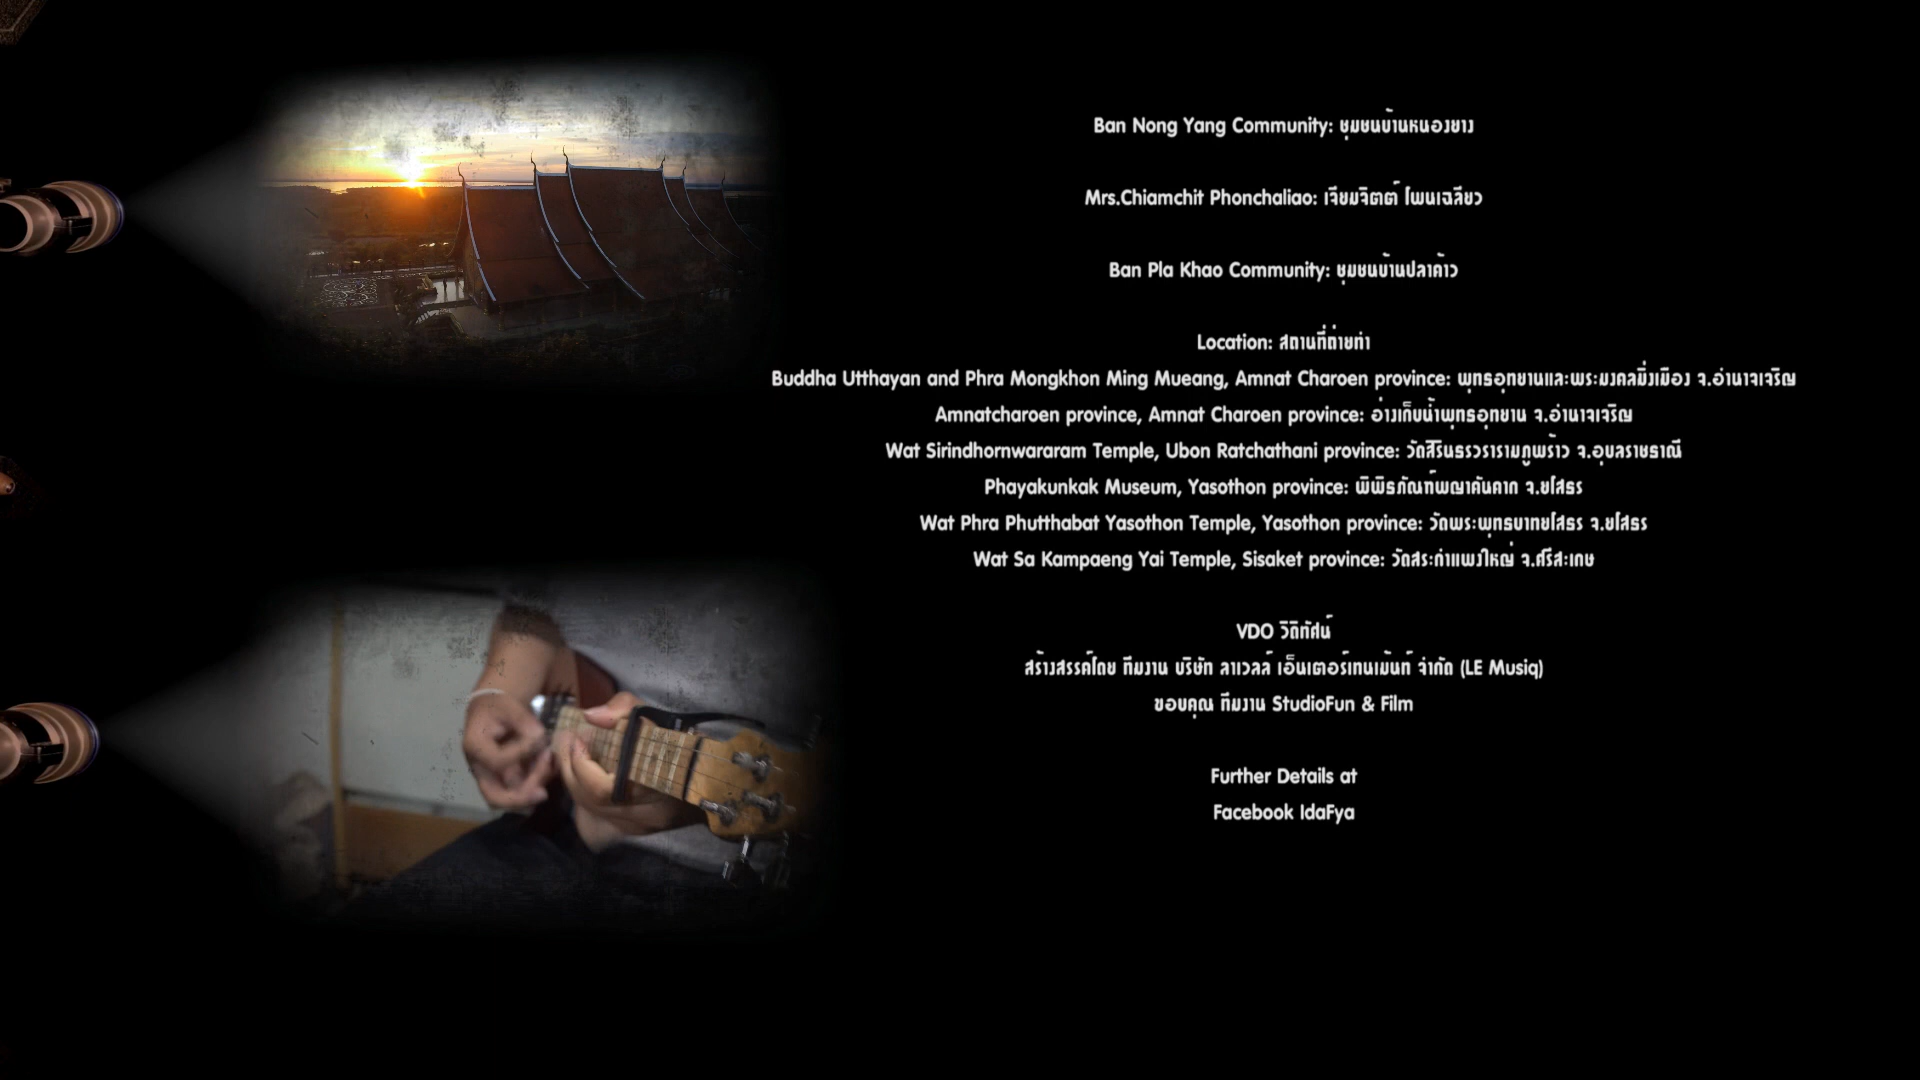 Ban Nong Yang Community: ชุมชนบ้านหนองยาง
Mrs.Chiamchit Phonchaliao: เจียมจิตต์ โพนเฉลียว
Ban Pla Khao Community: ชุมชนบ้านปลาค้าว
Location: สถานที่ถ่ายทำ
Buddha Utthayan and Phra Mongkhon Ming Mueang, Amnat Charoen province: พุทธอุทยานและพระมงคลมิ่งเมือง จ.อำนาจเจริญ
Amnatcharoen province, Amnat Charoen province: อ่างเก็บน้ำพุทธอุทยาน จ.อำนาจเจริญ
Wat Sirindhornwararam Temple, Ubon Ratchathani province: วัดสิรินธรวรารามภูพร้าว จ.อุบลราชธานี
Phayakunkak Museum, Yasothon province: พิพิธภัณฑ์พญาคันคาก จ.ยโสธร
Wat Phra Phutthabat Yasothon Temple, Yasothon province: วัดพระพุทธบาทยโสธร จ.ยโสธร
Wat Sa Kampaeng Yai Temple, Sisaket province: วัดสระกำแพงใหญ่ จ.ศรีสะเกษ
VDO วิดิทัศน์
สร้างสรรค์โดย ทีมงาน บริษัท ลาเวลล์ เอ็นเตอร์เทนเม้นท์ จำกัด (LE Musiq)
ขอบคุณ ทีมงาน StudioFun & Film
Further Details at
Facebook IdaFya